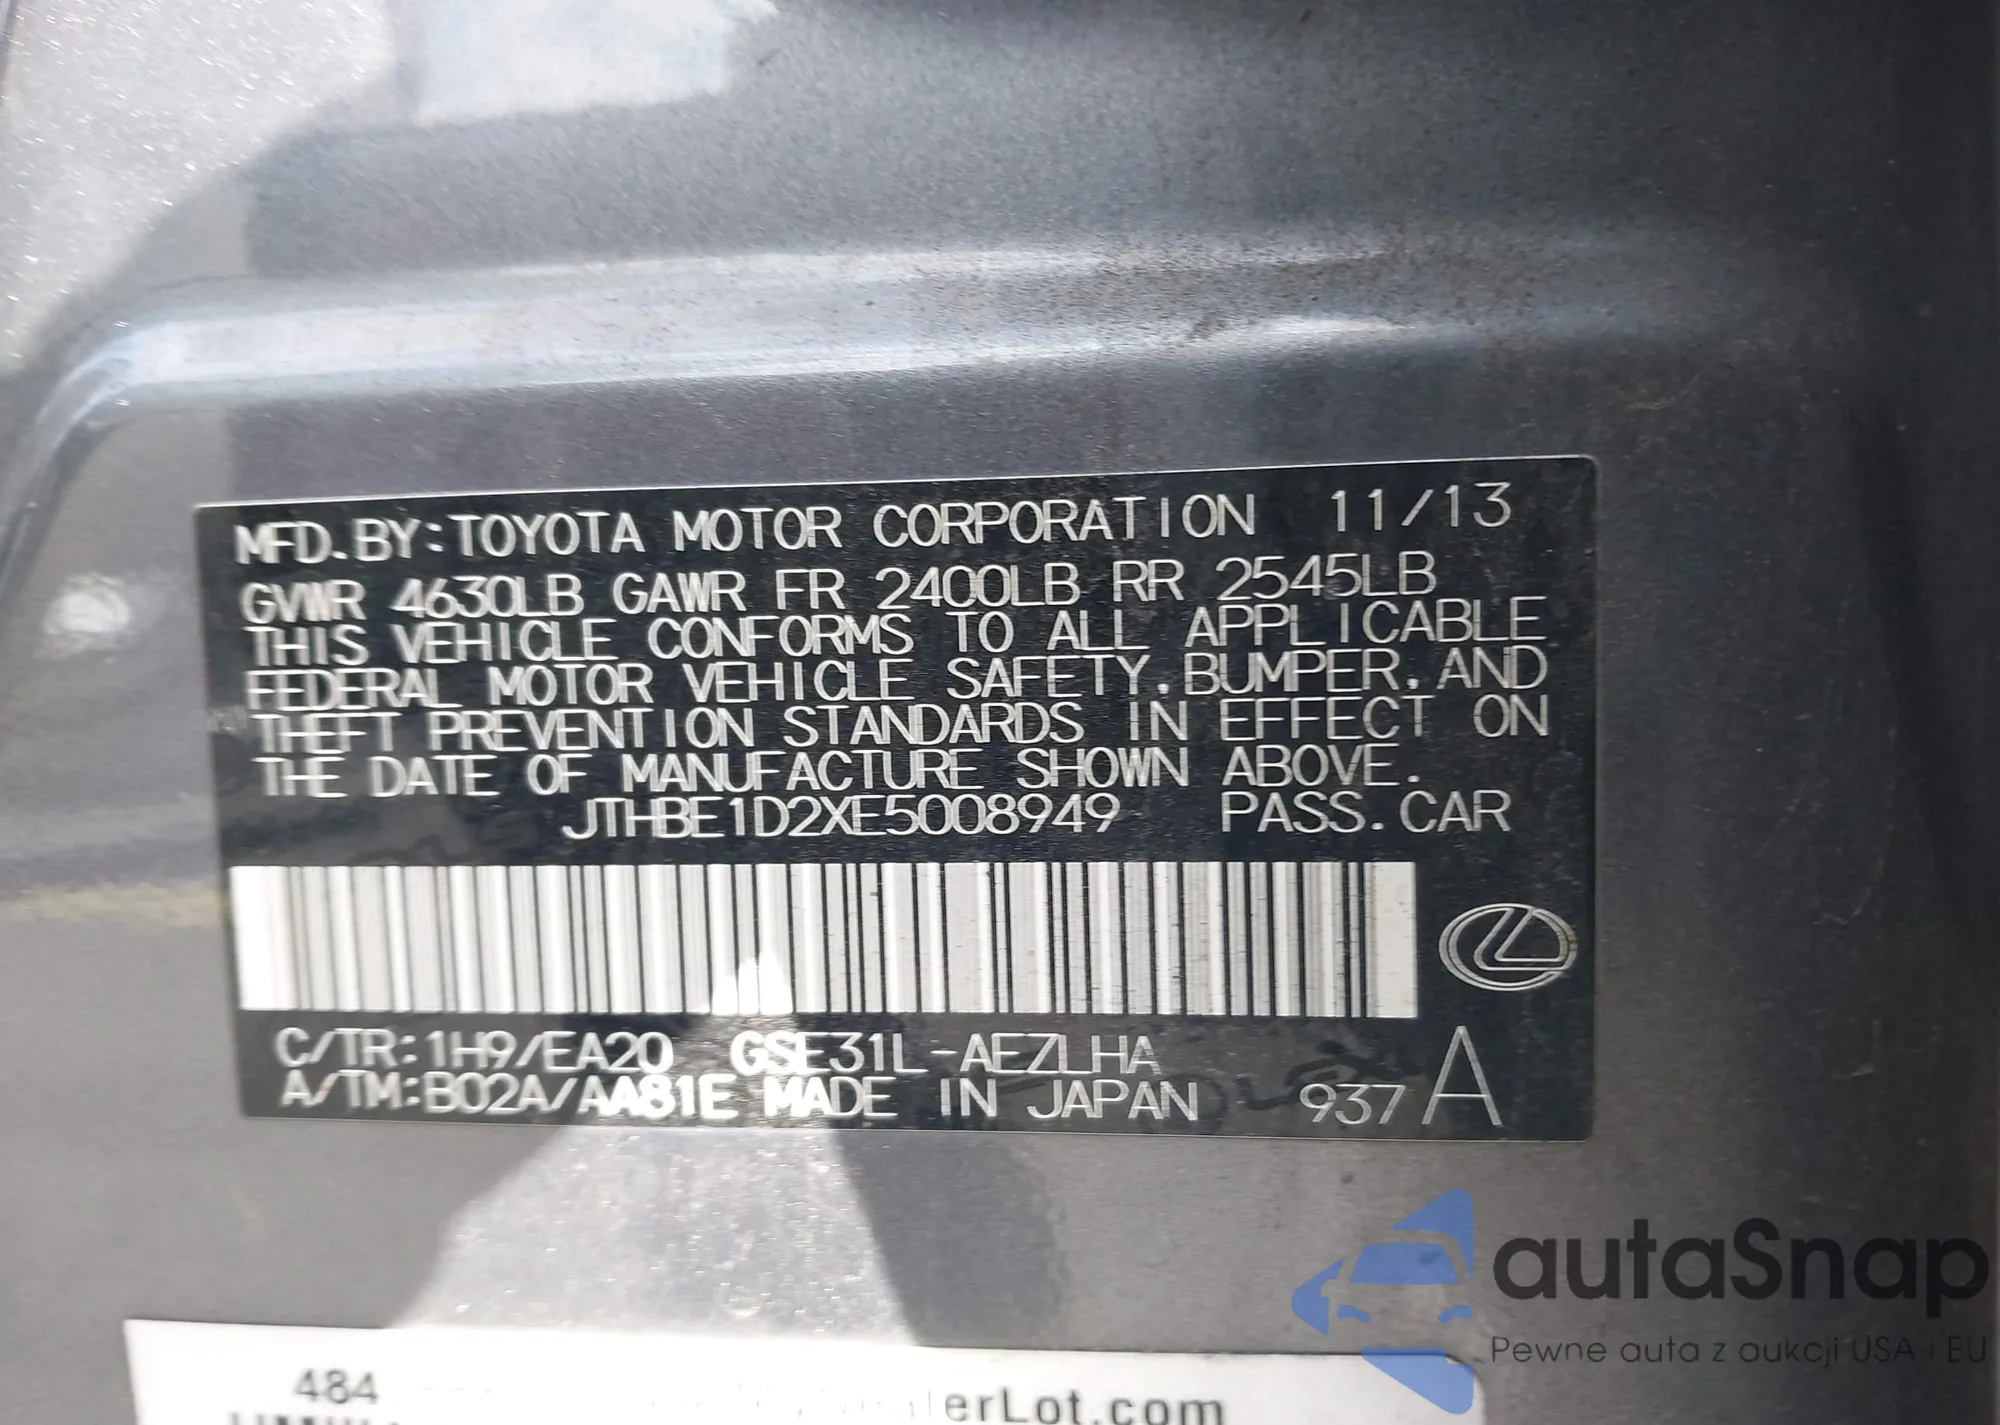 MFD.BY:TOYOTA MOTOR CORPORATION 11/13
GVWR 4630LB GAWR FR 2400LB RR 2545LB
THIS VEHICLE CONFORMS TO ALL APPLICABLE
FEDERAL MOTOR VEHICLE SAFETY,BUMPER,AND
THEFT PREVENTION STANDARDS IN EFFECT ON
THE DATE OF MANUFACTURE SHOWN ABOVE.
JTHBE1D2XE5008949 PASS.CAR
C/TR:1H9/EA20 GSE31L-AEZLHA
A/TM:B02A/AA81E MADE IN JAPAN 937 A
autaSnap
Pewne auta z aukcji USA i EU
484
erLot.com